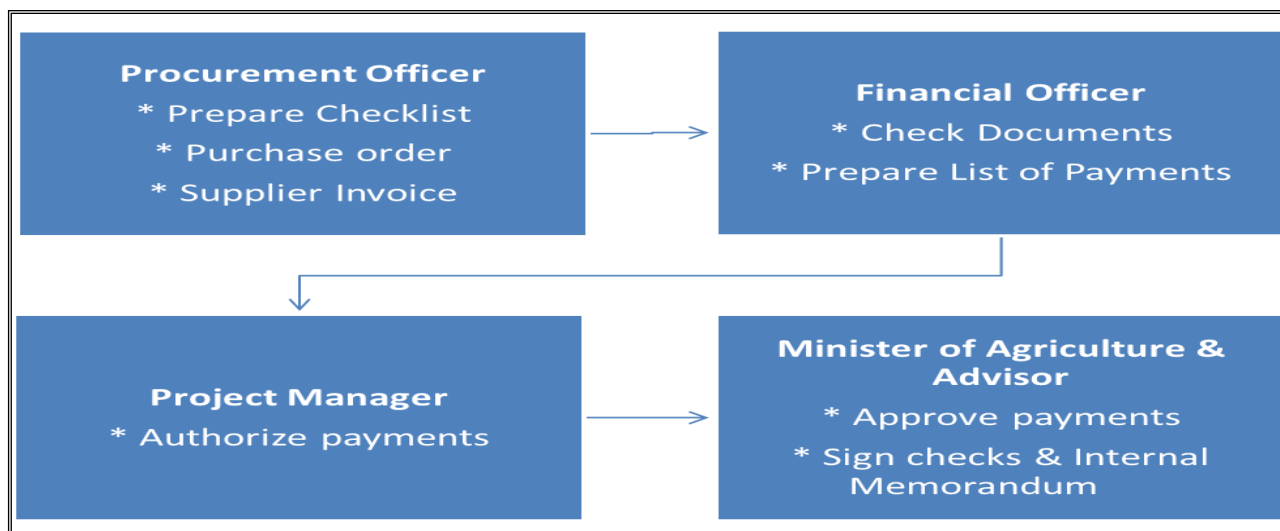 Procurement Officer
* Prepare Checklist
* Purchase order
* Supplier Invoice
Financial Officer
* Check Documents
* Prepare List of Payments
Project Manager
* Authorize payments
Minister of Agriculture &
Advisor
* Approve payments
* Sign checks & Internal
Memorandum